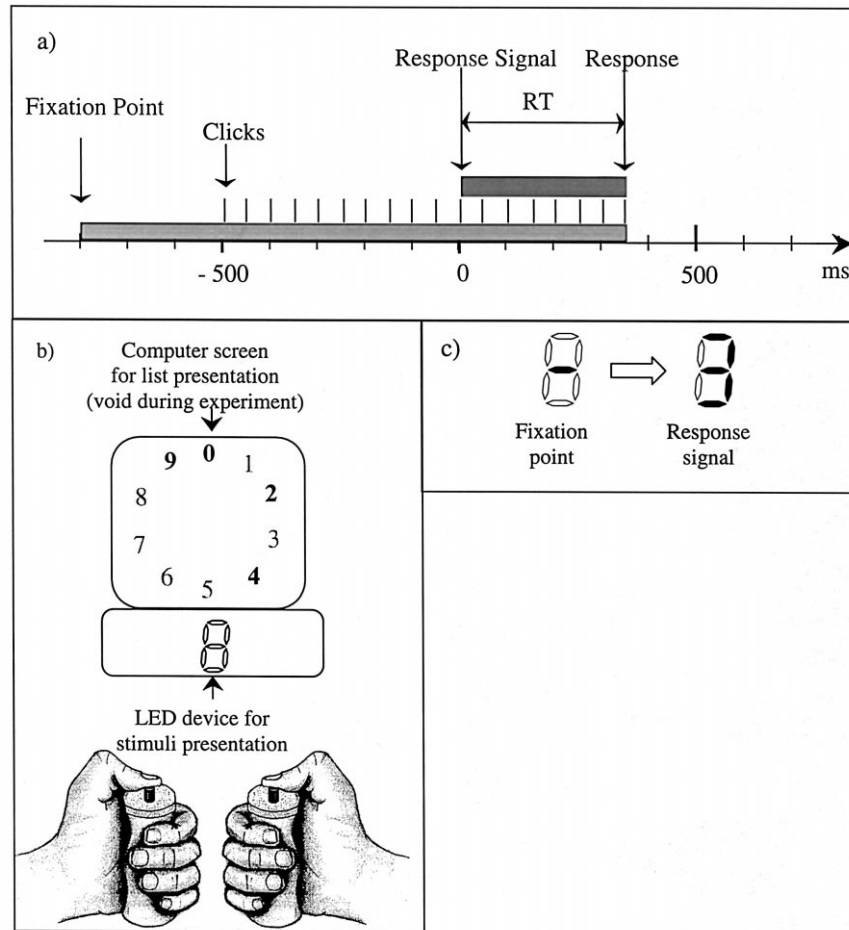 a)
Response Signal Response
RT
Fixation Point
Clicks
- 500 0 500 ms
b)
Computer screen
for list presentation
(void during experiment)
9 0 1
8 2
7 3
6 5 4
LED device for
stimuli presentation
c)
Fixation
point
Response
signal